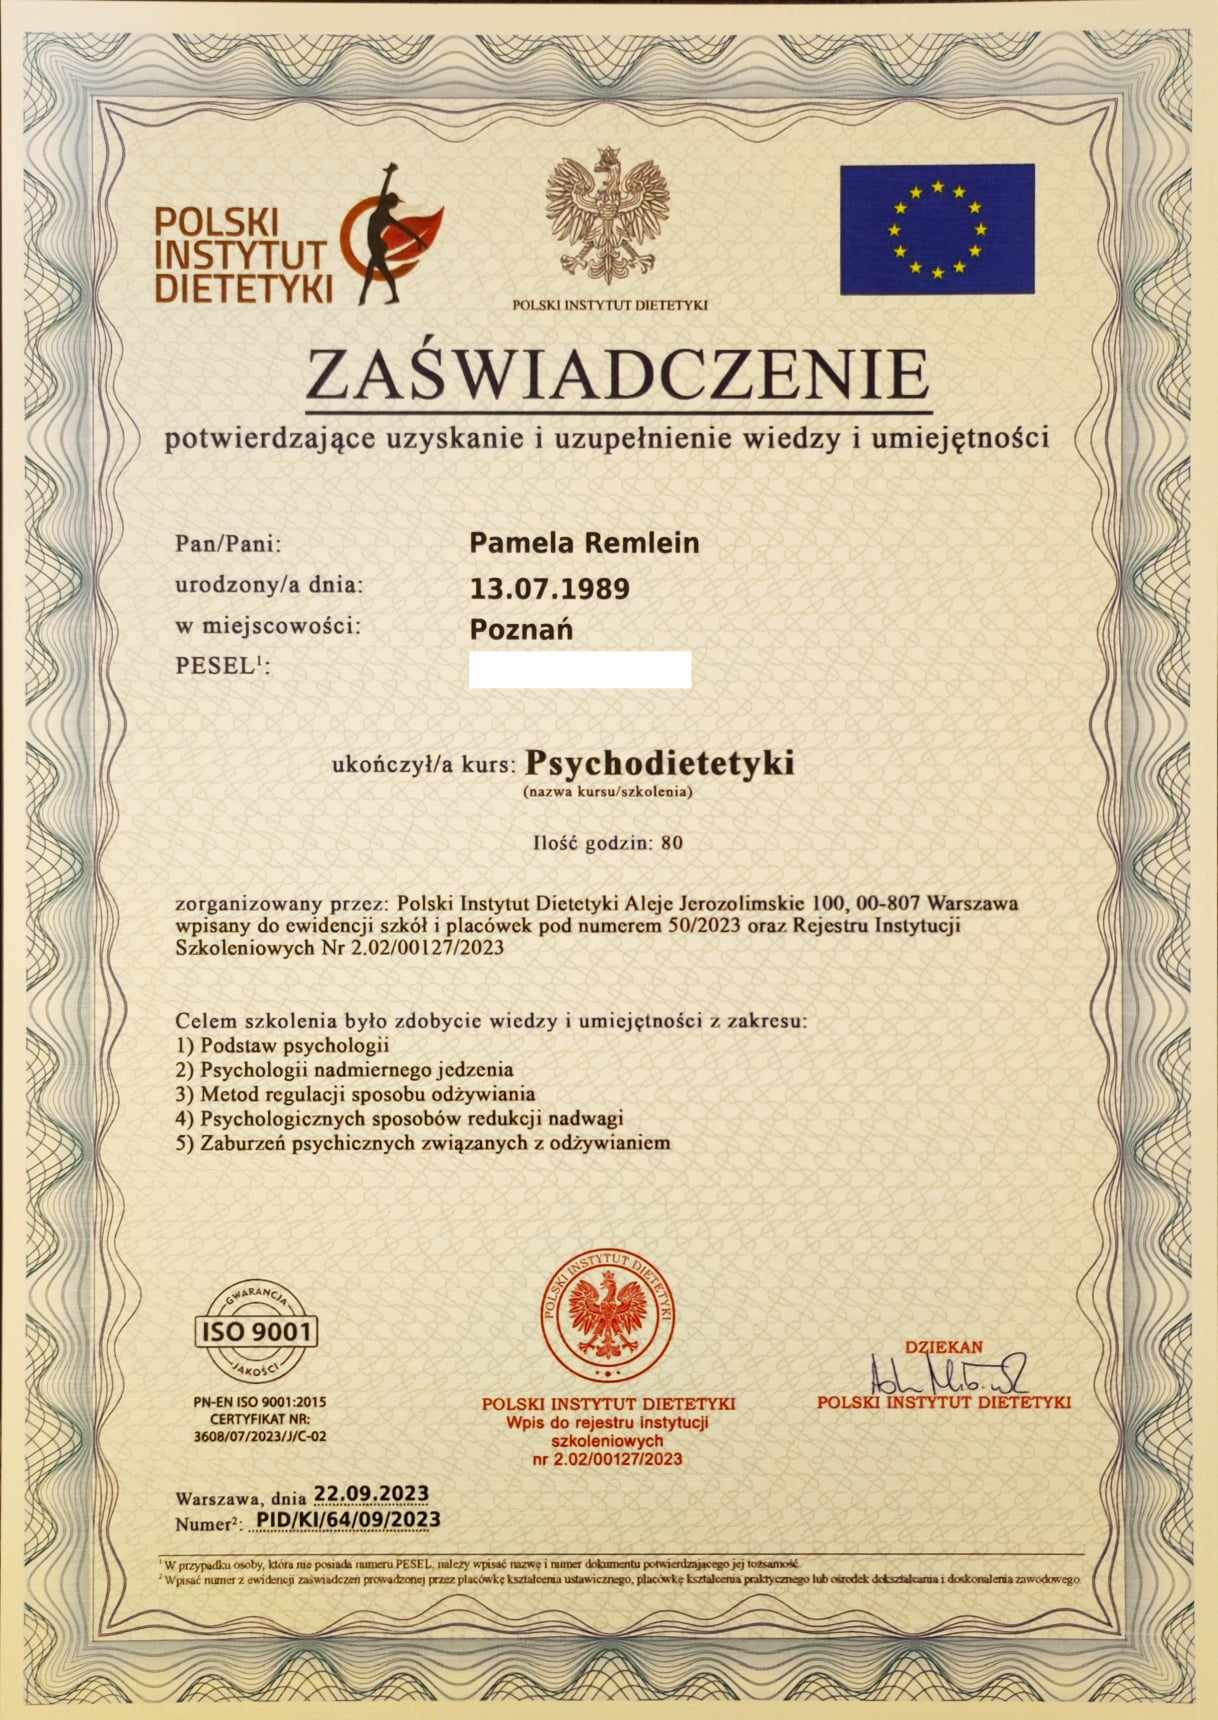 POLSKI
INSTYTUT
DIETETYKI
POLSKI INSTYTUT DIETETYKI
ZAŚWIADCZENIE
potwierdzające uzyskanie i uzupełnienie wiedzy i umiejętności
Pan/Pani: Pamela Remlein
urodzony/a dnia: 13.07.1989
w miejscowości: Poznań
PESEL¹:
ukończył/a kurs: Psychodietetyki
(nazwa kursu/szkolenia)
Ilość godzin: 80
zorganizowany przez: Polski Instytut Dietetyki Aleje Jerozolimskie 100, 00-807 Warszawa
wpisany do ewidencji szkół i placówek pod numerem 50/2023 oraz Rejestru Instytucji
Szkoleniowych Nr 2.02/00127/2023
Celem szkolenia było zdobycie wiedzy i umiejętności z zakresu:
1) Podstaw psychologii
2) Psychologii nadmiernego jedzenia
3) Metod regulacji sposobu odżywiania
4) Psychologicznych sposobów redukcji nadwagi
5) Zaburzeń psychicznych związanych z odżywianiem
GWARANCJA
ISO 9001
JAKOŚCI
PN-EN ISO 9001:2015
CERTYFIKAT NR:
3608/07/2023/J/C-02
POLSKI INSTYTUT DIETETYKI
POLSKI INSTYTUT DIETETYKI
Wpis do rejestru instytucji
szkoleniowych
nr 2.02/00127/2023
DZIEKAN
POLSKI INSTYTUT DIETETYKI
Warszawa, dnia 22.09.2023
Numer²: PID/KI/64/09/2023
¹ W przypadku osoby, która nie posiada numeru PESEL, należy wpisać nazwę i numer dokumentu potwierdzającego jej tożsamość.
² Wpisać numer z ewidencji zaświadczeń prowadzonej przez placówkę kształcenia ustawicznego, placówkę kształcenia praktycznego lub ośrodek dokształcania i doskonalenia zawodowego.